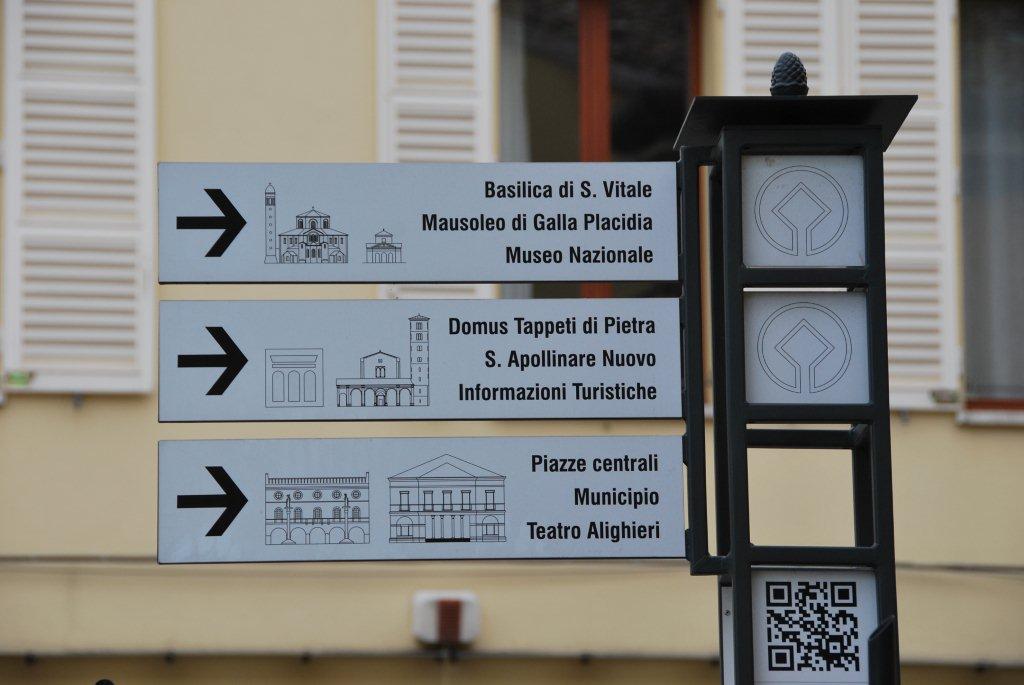 Basilica di S. Vitale
Mausoleo di Galla Placidia
Museo Nazionale
Domus Tappeti di Pietra
S. Apollinare Nuovo
Informazioni Turistiche
Piazze centrali
Municipio
Teatro Alighieri